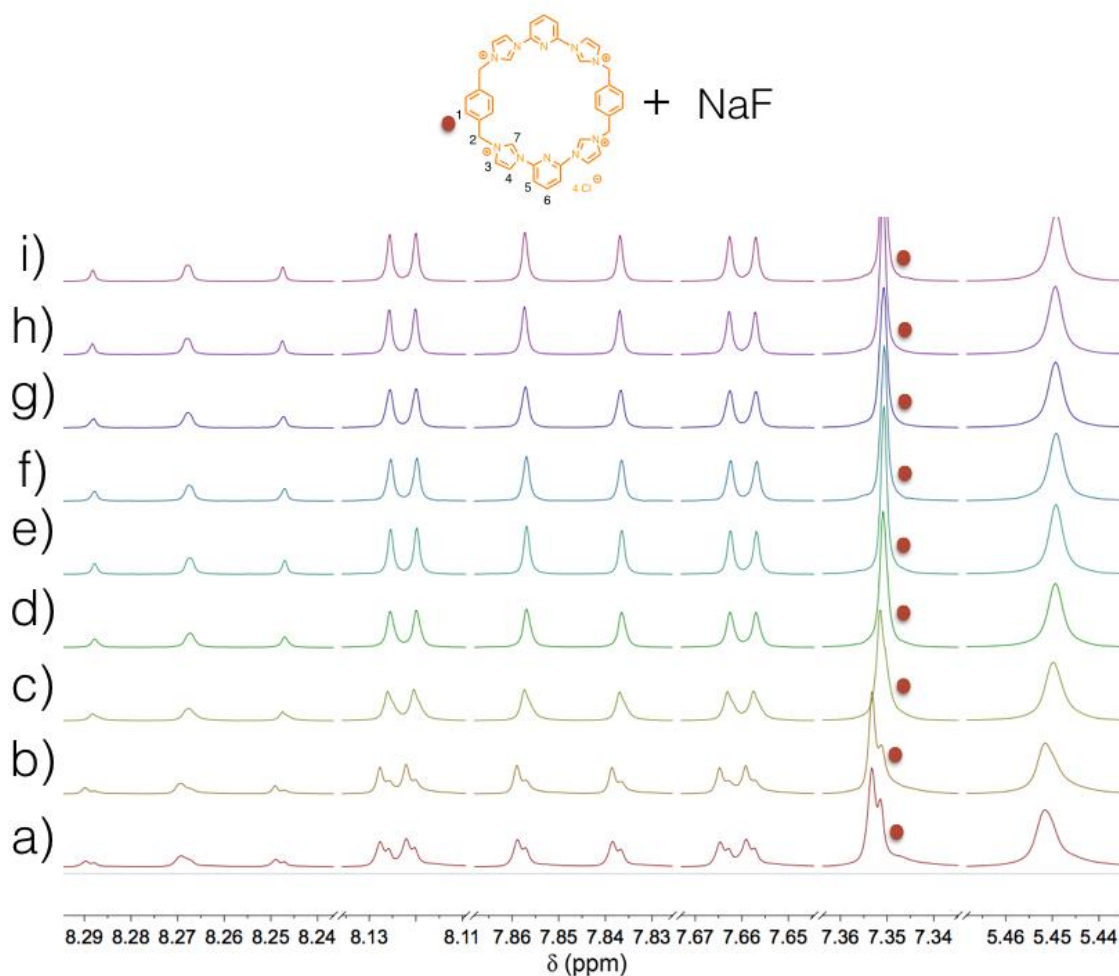 N N N N N
⊕ ⊕
+ NaF
1
2
7
N N N N N
⊕ ⊕
3
4
5
6
4 Cl ⊖
i)
h)
g)
f)
e)
d)
c)
b)
a)
8.29 8.28 8.27 8.26 8.25 8.24 8.13 8.11 7.86 7.85 7.84 7.83 7.67 7.66 7.65 7.36 7.35 7.34 5.46 5.45 5.44
δ (ppm)